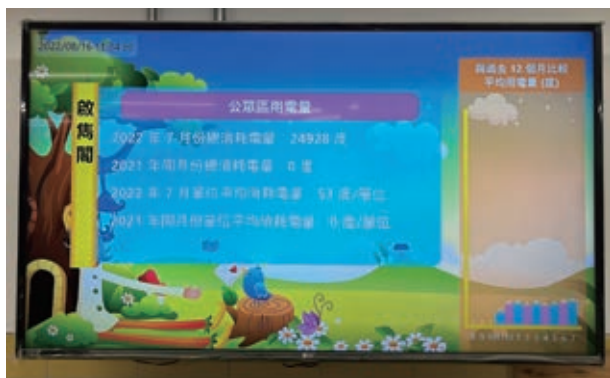 2022/08/16
啟雋閣
公眾區用電量
2022 年 7 月份總消耗電量 24928 度
2021 年同月份總消耗電量 0 度
2022 年 7 月單位平均消耗電量 53 度/單位
2021 年同月份單位平均消耗電量 0 度/單位
與過去 12 個月比較
平均用電量 (度)